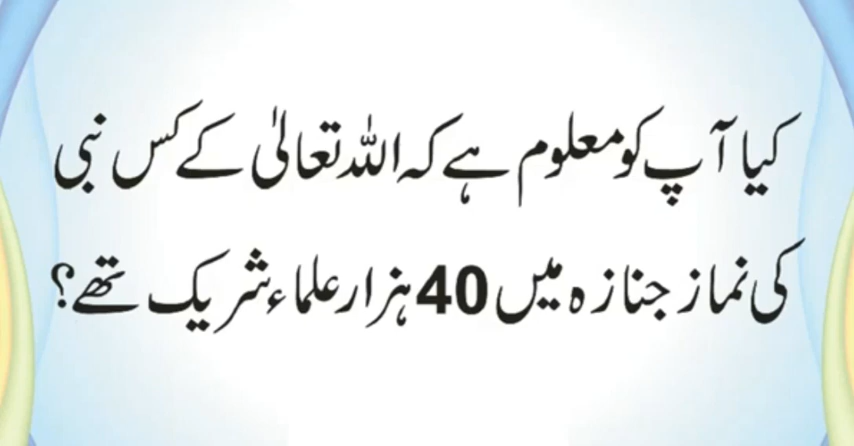 کیا آپ کو معلوم ہے کہ اللہ تعالیٰ کے کس نبی
کی نماز جنازہ میں 40 ہزار علماء شریک تھے؟